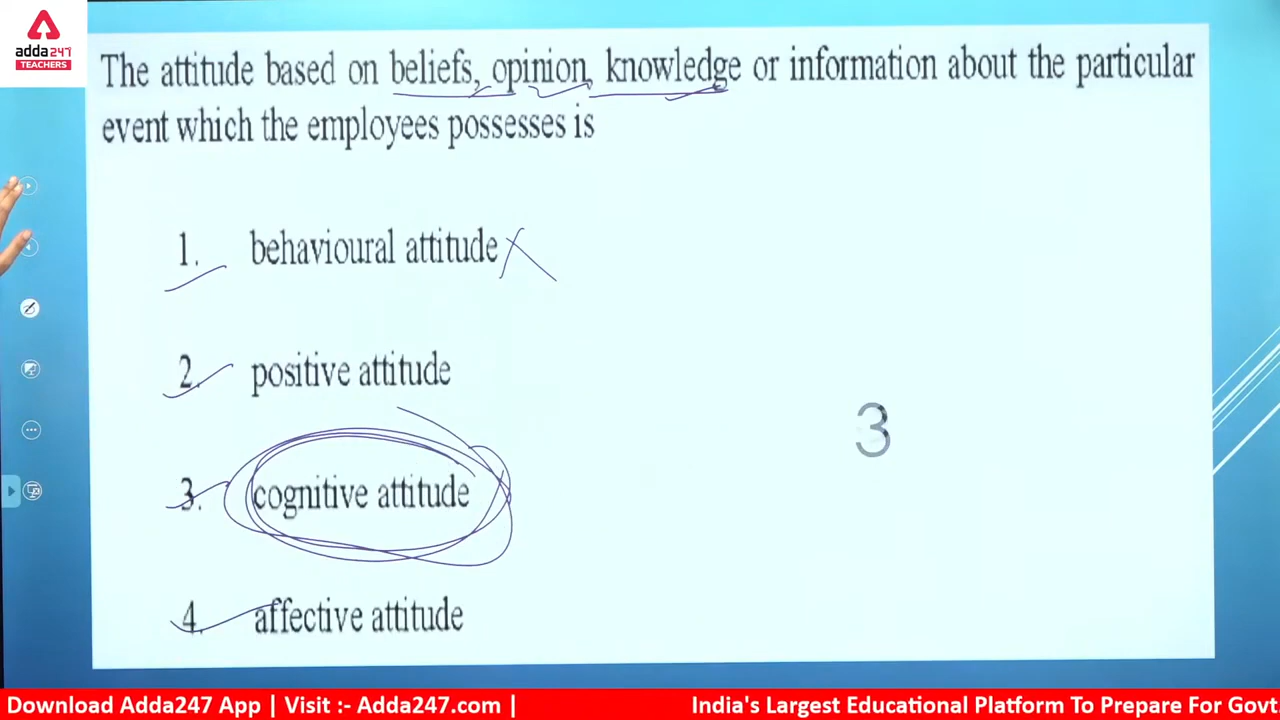 adda247
TEACHERS
The attitude based on beliefs, opinion, knowledge or information about the particular
event which the employees possesses is
1. behavioural attitude
2. positive attitude
3. cognitive attitude
3
4. affective attitude
Download Adda247 App | Visit :- Adda247.com | India's Largest Educational Platform To Prepare For Govt.